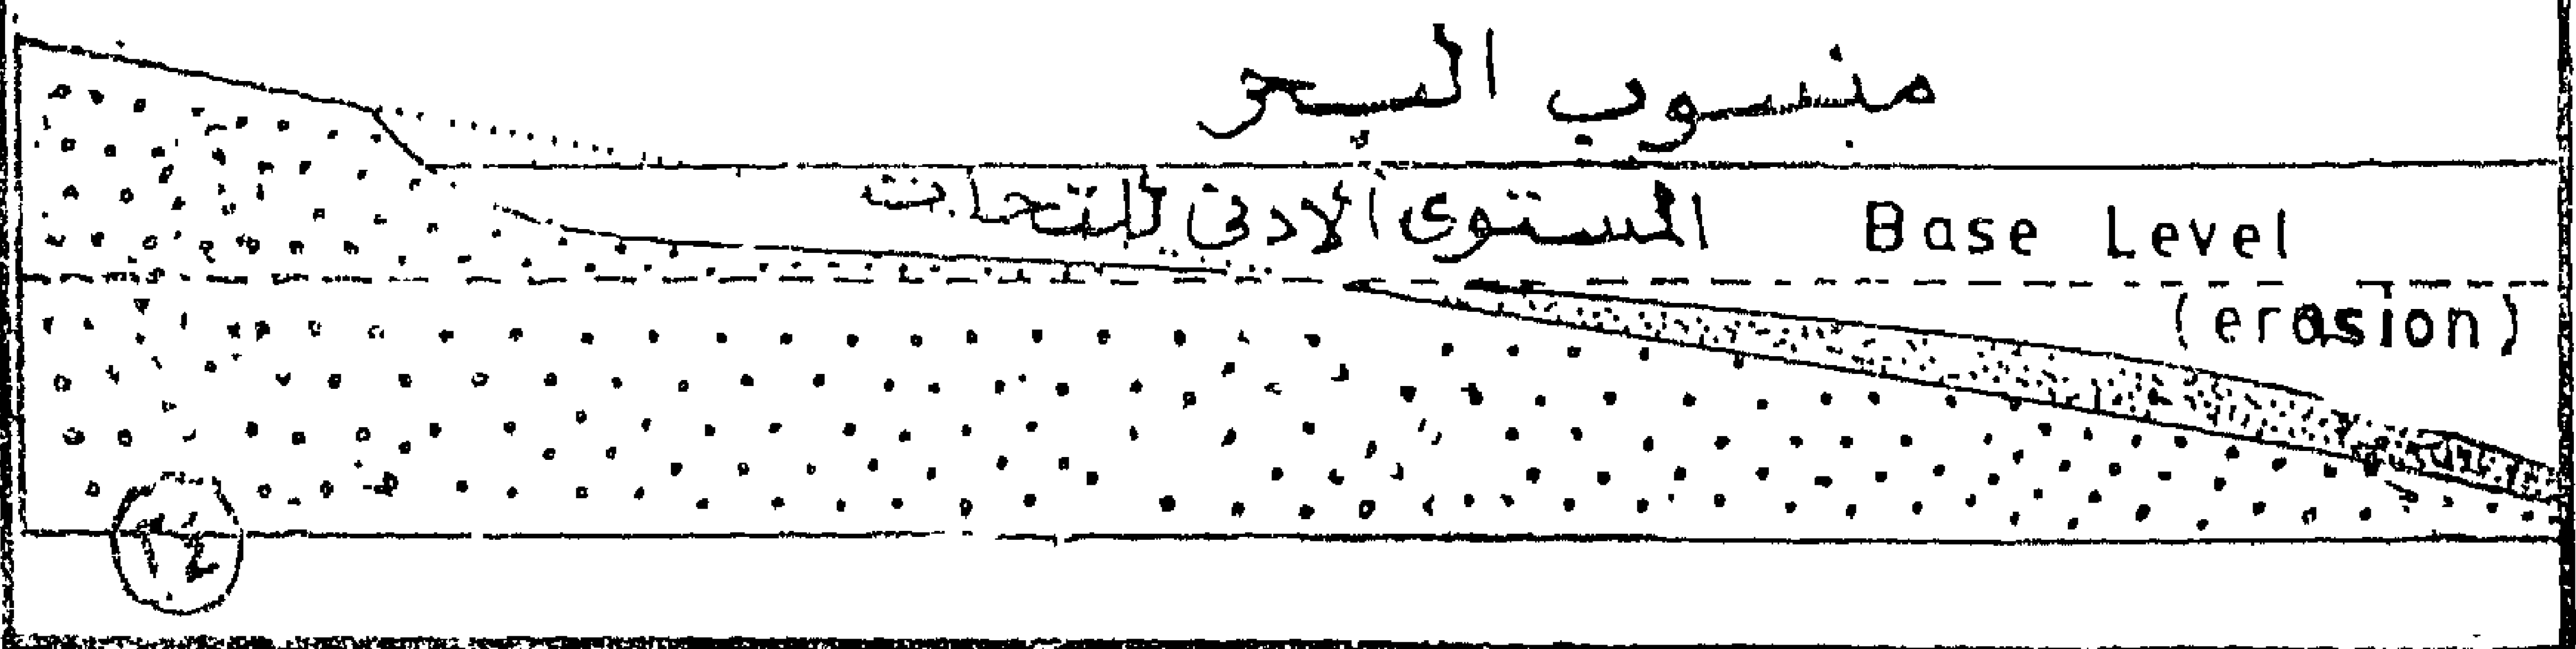 منسوب البحر
المستوى الأدنى للتحات Base Level
(erosion)